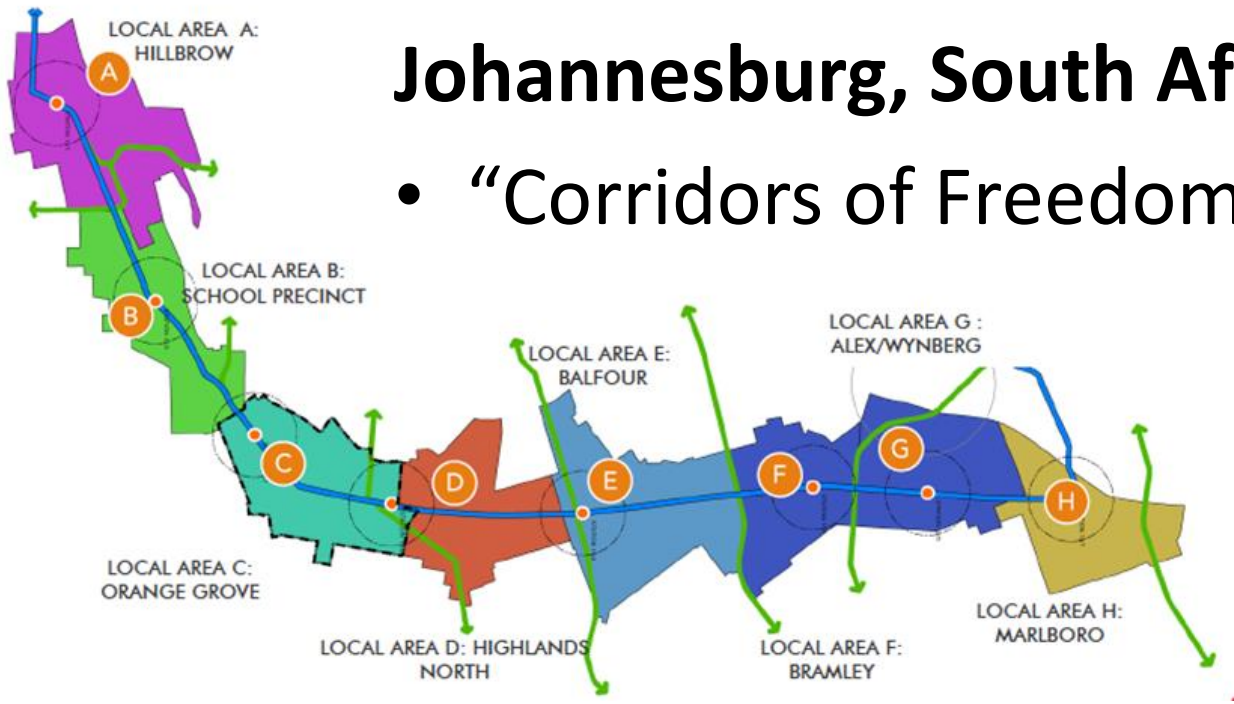 LOCAL AREA A:
HILLBROW
A
Johannesburg, South Af
• “Corridors of Freedom
LOCAL AREA B:
SCHOOL PRECINCT
B
LOCAL AREA G :
ALEX/WYNBERG
LOCAL AREA E:
BALFOUR
C
D
E
F
G
H
LOCAL AREA C:
ORANGE GROVE
LOCAL AREA D: HIGHLANDS
NORTH
LOCAL AREA F:
BRAMLEY
LOCAL AREA H:
MARLBORO